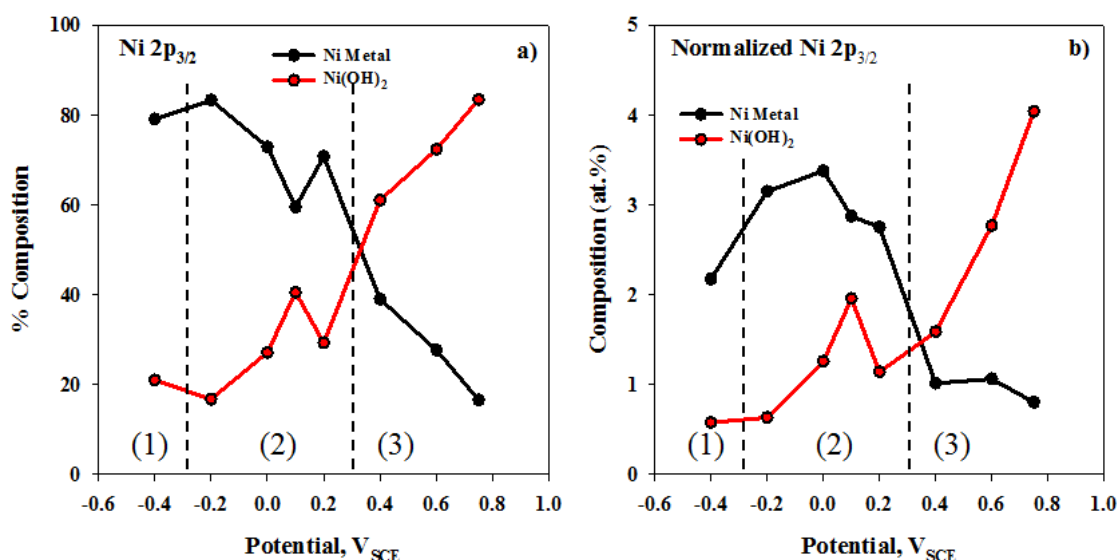 Ni 2p3/2
a)
Ni Metal
Ni(OH)2
% Composition
100
80
60
40
20
0
(1)
(2)
(3)
-0.6 -0.4 -0.2 0.0 0.2 0.4 0.6 0.8 1.0
Potential, VSCE
Normalized Ni 2p3/2
b)
Ni Metal
Ni(OH)2
Composition (at.%)
5
4
3
2
1
0
(1)
(2)
(3)
-0.6 -0.4 -0.2 0.0 0.2 0.4 0.6 0.8 1.0
Potential, VSCE